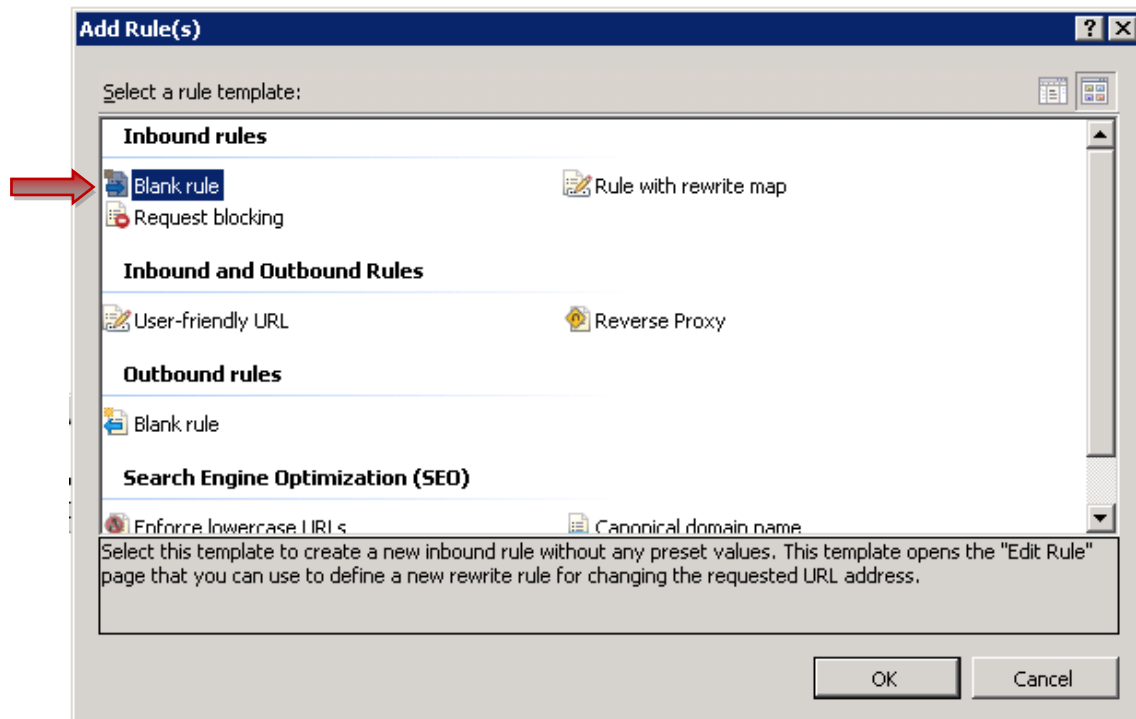 Add Rule(s)
Select a rule template:
Inbound rules
Blank rule
Rule with rewrite map
Request blocking
Inbound and Outbound Rules
User-friendly URL
Reverse Proxy
Outbound rules
Blank rule
Search Engine Optimization (SEO)
Enforce lowercase URLs
Canonical domain name
Select this template to create a new inbound rule without any preset values. This template opens the "Edit Rule"
page that you can use to define a new rewrite rule for changing the requested URL address.
OK
Cancel